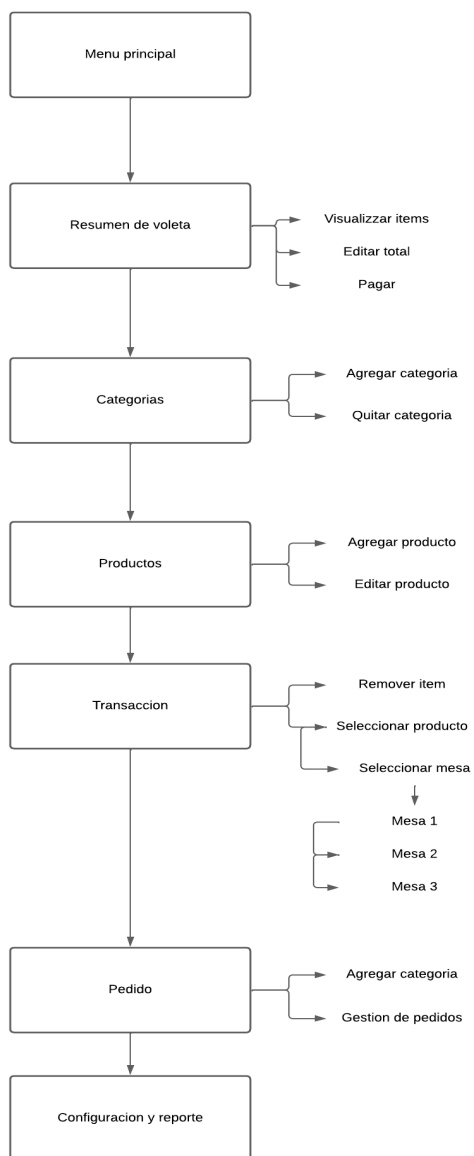 Menu principal
Resumen de voleta
Visualizzar items
Editar total
Pagar
Categorias
Agregar categoria
Quitar categoria
Productos
Agregar producto
Editar producto
Transaccion
Remover item
Seleccionar producto
Seleccionar mesa
Mesa 1
Mesa 2
Mesa 3
Pedido
Agregar categoria
Gestion de pedidos
Configuracion y reporte